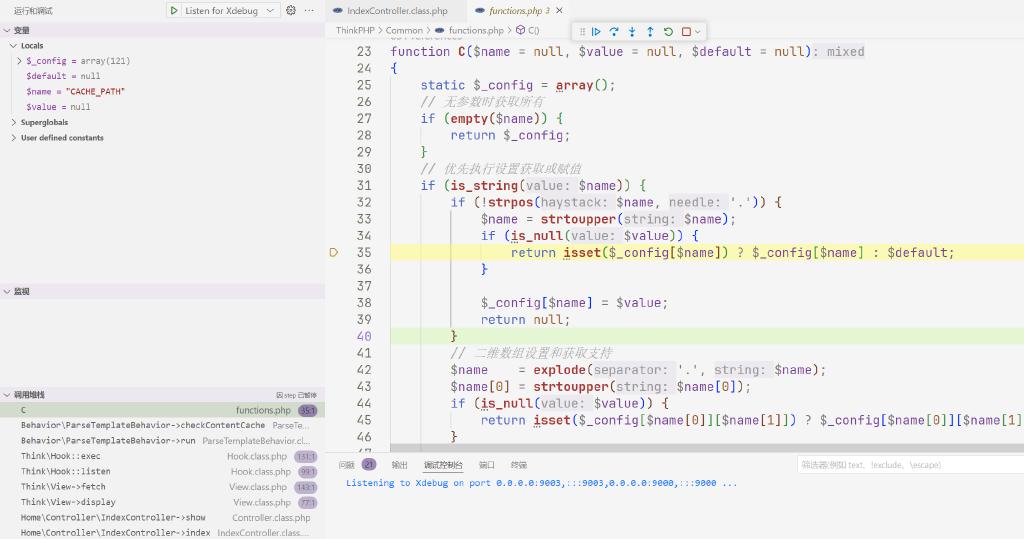 运行和调试
Listen for Xdebug
变量
Locals
$_config = array(121)
$default = null
$name = "CACHE_PATH"
$value = null
Superglobals
User defined constants
监视
调用堆栈
因 step 已暂停
C functions.php 35:1
Behavior\ParseTemplateBehavior->checkContentCache ParseTe...
Behavior\ParseTemplateBehavior->run ParseTemplateBehavior.cl...
Think\Hook::exec Hook.class.php 131:1
Think\Hook::listen Hook.class.php 99:1
Think\View->fetch View.class.php 143:1
Think\View->display View.class.php 77:1
Home\Controller\IndexController->show Controller.class.php
Home\Controller\IndexController->index IndexController.class....
IndexController.class.php
functions.php 3
ThinkPHP > Common > functions.php > C()
23 function C($name = null, $value = null, $default = null): mixed
24 {
25 static $_config = array();
26 // 无参数时获取所有
27 if (empty($name)) {
28 return $_config;
29 }
30 // 优先执行设置获取或赋值
31 if (is_string(value: $name)) {
32 if (!strpos(haystack: $name, needle: '.')) {
33 $name = strtoupper(string: $name);
34 if (is_null(value: $value)) {
35 return isset($_config[$name]) ? $_config[$name] : $default;
36 }
37
38 $_config[$name] = $value;
39 return null;
40 }
41 // 二维数组设置和获取支持
42 $name = explode(separator: '.', string: $name);
43 $name[0] = strtoupper(string: $name[0]);
44 if (is_null(value: $value)) {
45 return isset($_config[$name[0]][$name[1]]) ? $_config[$name[0]][$name[1]
46 }
问题 21 输出 调试控制台 端口 终端
筛选器(例如 text、!exclude、\escape)
Listening to Xdebug on port 0.0.0.0:9003,:::9003,0.0.0.0:9000,:::9000 ...